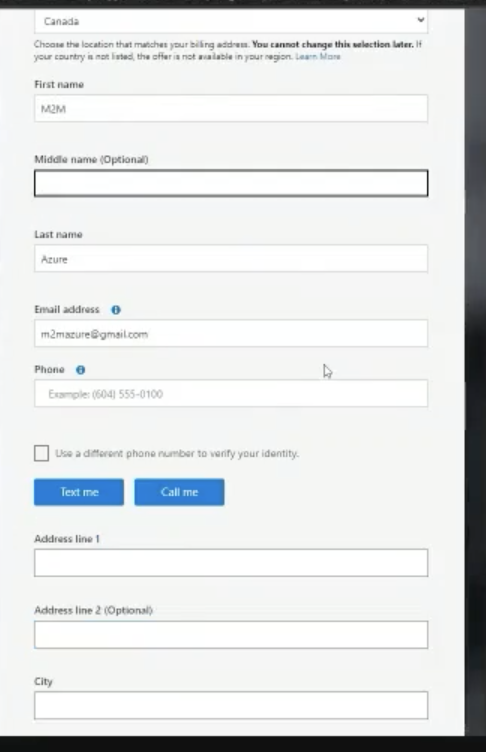 Canada
Choose the location that matches your billing address. You cannot change this selection later. If
your country is not listed, the offer is not available in your region. Learn More
First name
M2M
Middle name (Optional)
Last name
Azure
Email address
m2mazure@gmail.com
Phone
Example: (604) 555-0100
Use a different phone number to verify your identity.
Text me
Call me
Address line 1
Address line 2 (Optional)
City